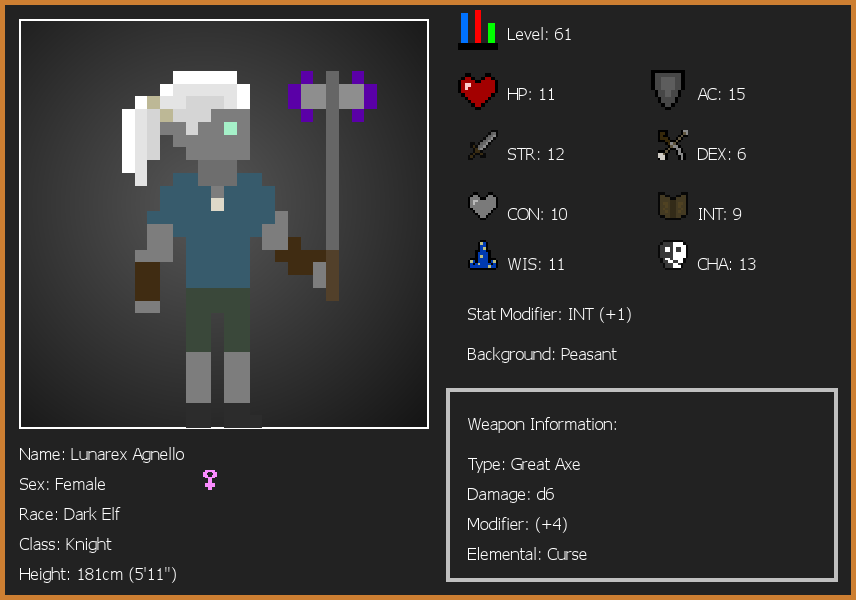 Level: 61
HP: 11
AC: 15
STR: 12
DEX: 6
CON: 10
INT: 9
WIS: 11
CHA: 13
Stat Modifier: INT (+1)
Background: Peasant
Weapon Information:
Type: Great Axe
Damage: d6
Modifier: (+4)
Elemental: Curse
Name: Lunarex Agnello
Sex: Female
Race: Dark Elf
Class: Knight
Height: 181cm (5'11")